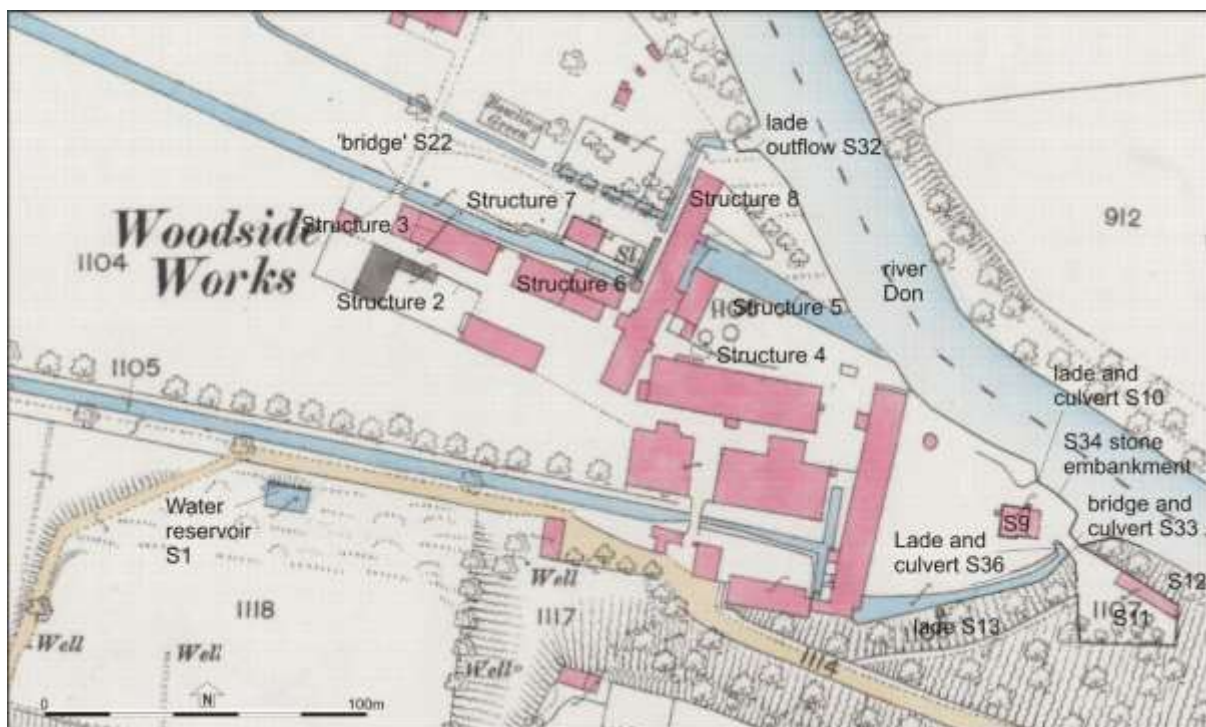 lade
outflow S32
'bridge' S22
Bowling
Green
Structure 7
Structure 8
912
Structure 3
Woodside
Works
1104
Structure 2
Structure 6
river
Don
Structure 5
Structure 4
1105
lade and
culvert S10
S34 stone
embankment
Water
reservoir
S1
S9
bridge and
culvert S33
Lade and
culvert S36
Well
S12
1118
1117
1107
S11
lade S13
Well
Well
Well
1114
0
N
100m